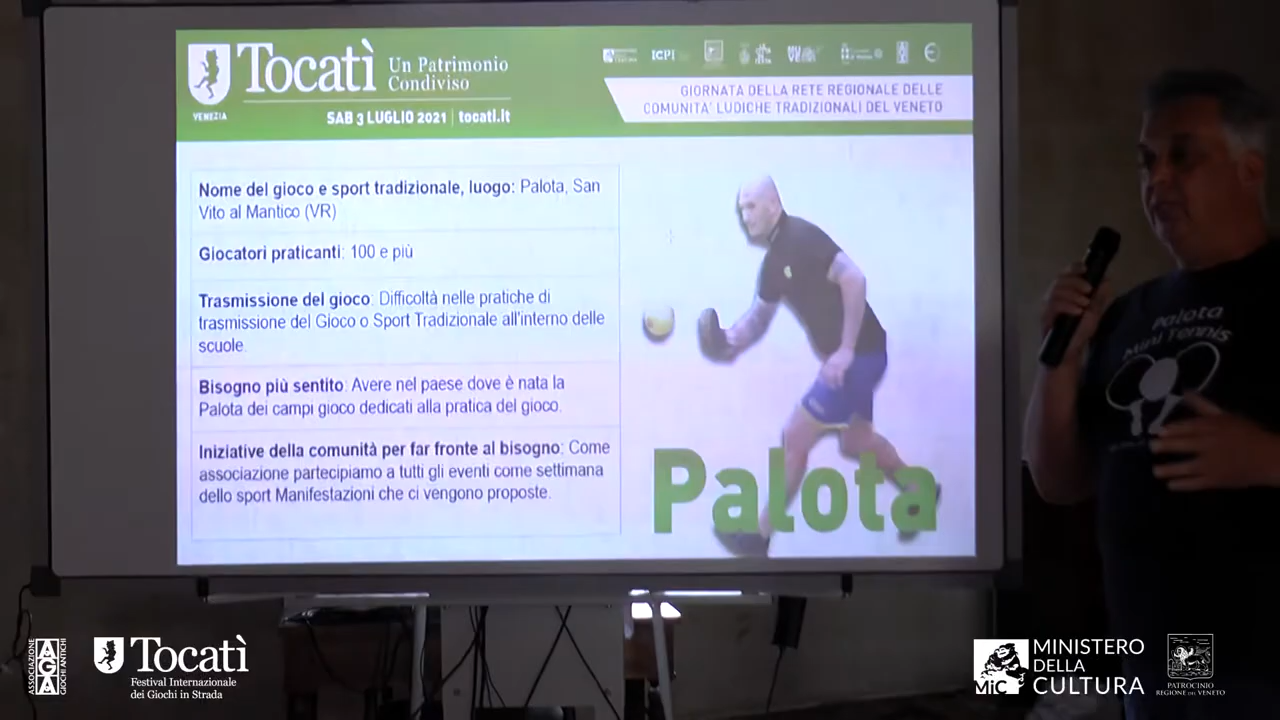 Tocatì
Un Patrimonio
Condiviso
VENEZIA
SAB 3 LUGLIO 2021 | tocati.it
ICPI
GIORNATA DELLA RETE REGIONALE DELLE
COMUNITA' LUDICHE TRADIZIONALI DEL VENETO
Nome del gioco e sport tradizionale, luogo: Palota, San
Vito al Mantico (VR)
Giocatori praticanti: 100 e più
Trasmissione del gioco: Difficoltà nelle pratiche di
trasmissione del Gioco o Sport Tradizionale all'interno delle
scuole.
Bisogno più sentito: Avere nel paese dove è nata la
Palota dei campi gioco dedicati alla pratica del gioco.
Iniziative della comunità per far fronte al bisogno: Come
associazione partecipiamo a tutti gli eventi come settimana
dello sport Manifestazioni che ci vengono proposte.
Palota
Palota
Mini Tennis
ASSOCIAZIONE
AGA
GIOCHI ANTICHI
Tocatì
Festival Internazionale
dei Giochi in Strada
MiC
MINISTERO
DELLA
CULTURA
PATROCINIO
REGIONE DEL VENETO